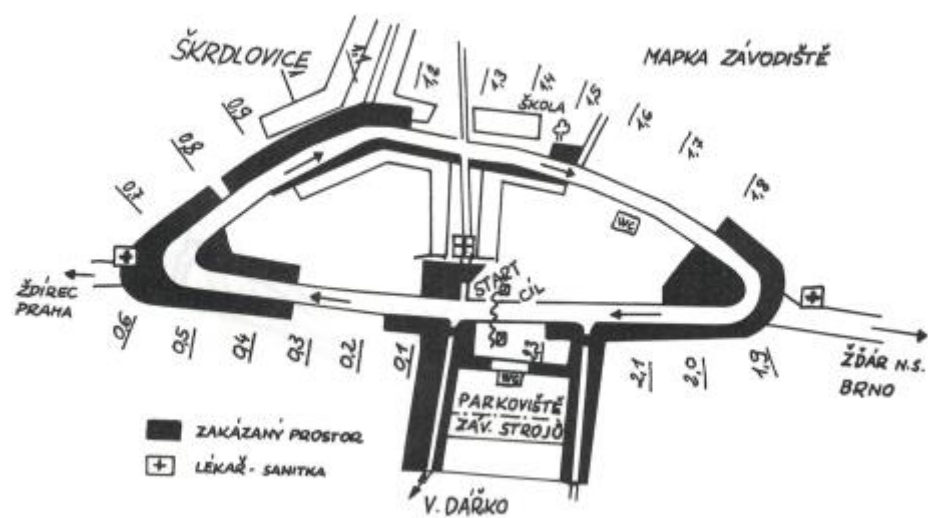 ŠKRDLOVICE
MAPKA ZÁVODIŠTĚ
0,9
1,1
1,2
1,3
1,4
ŠKOLA
1,5
1,6
1,7
1,8
0,8
0,7
WC
START
CÍL
ŽDÍREC
PRAHA
0,6
0,5
0,4
0,3
0,2
0,1
2,3
2,1
2,0
1,9
ŽĎÁR N.S.
BRNO
WC
PARKOVIŠTĚ
ZÁV. STROJŮ
ZAKÁZANÝ PROSTOR
LÉKAŘ - SANITKA
V. DÁŘKO